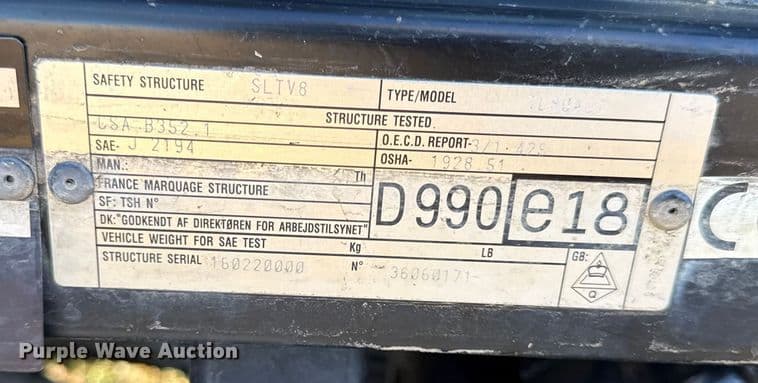 SAFETY STRUCTURE SLTV8
TYPE/MODEL
STRUCTURE TESTED
CSA B352.1
SAE- J 2194
O.E.C.D. REPORT-
OSHA- 1928 51
MAN.: Th
FRANCE MARQUAGE STRUCTURE
SF: TSH N°
DK:"GODKENDT AF DIREKTØREN FOR ARBEJDSTILSYNET"
D990 e18
VEHICLE WEIGHT FOR SAE TEST Kg LB
STRUCTURE SERIAL 160220000 N° 36060171-
GB:
Q
Purple Wave Auction